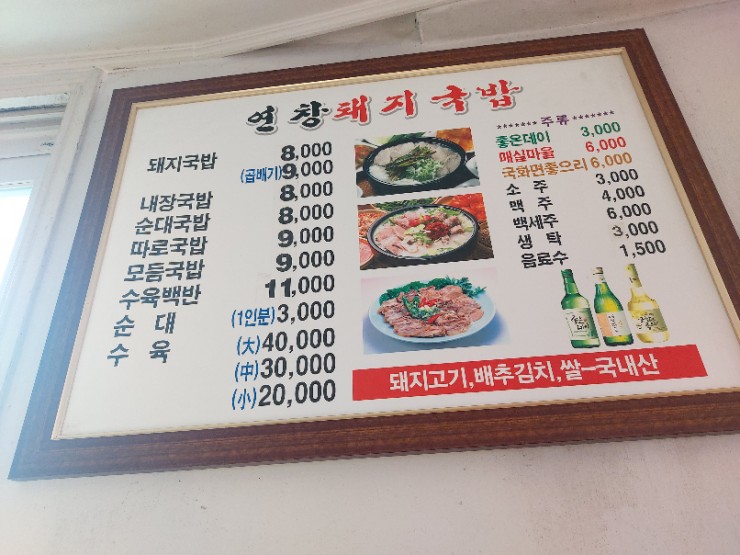 연창돼지국밥
돼지국밥 8,000
(곱배기)9,000
내장국밥 8,000
순대국밥 8,000
따로국밥 9,000
모듬국밥 9,000
수육백반 11,000
순 대 (1인분)3,000
수 육 (大)40,000
(中)30,000
(小)20,000
*******주류*******
좋은데이 3,000
매실마을 6,000
국화면좋으리 6,000
소 주 3,000
맥 주 4,000
백세주 6,000
생 탁 3,000
음료수 1,500
돼지고기,배추김치,쌀-국내산